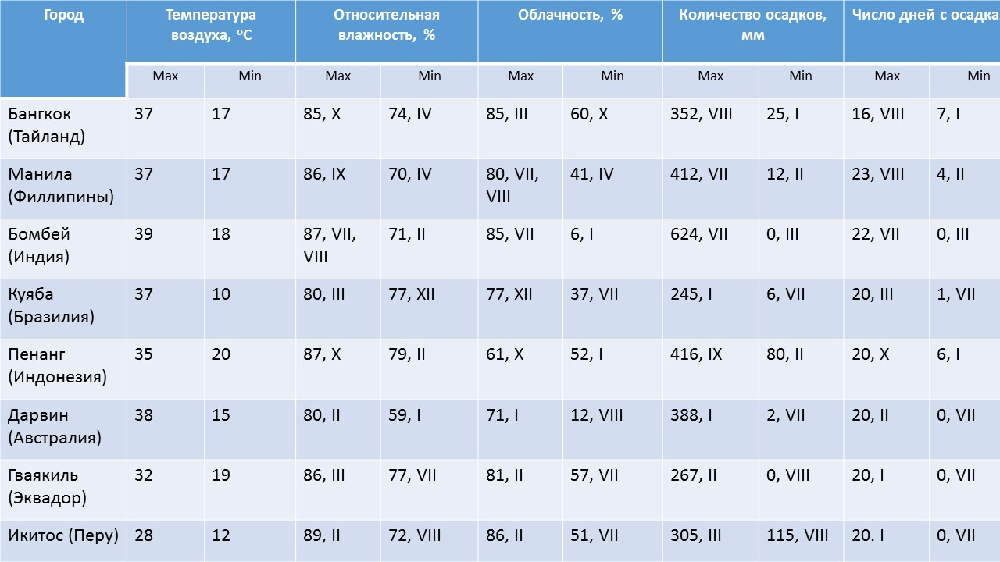 Город Температура Относительная Облачность, % Количество осадков, Число дней с осадка
воздуха, ºС влажность, % мм
Max Min Max Min Max Min Max Min Max Min
Бангкок 37 17 85, X 74, IV 85, III 60, X 352, VIII 25, I 16, VIII 7, I
(Тайланд)
Манила 37 17 86, IX 70, IV 80, VII, 41, IV 412, VII 12, II 23, VIII 4, II
(Филлипины) VIII
Бомбей 39 18 87, VII, 71, II 85, VII 6, I 624, VII 0, III 22, VII 0, III
(Индия) VIII
Куяба 37 10 80, III 77, XII 77, XII 37, VII 245, I 6, VII 20, III 1, VII
(Бразилия)
Пенанг 35 20 87, X 79, II 61, X 52, I 416, IX 80, II 20, X 6, I
(Индонезия)
Дарвин 38 15 80, II 59, I 71, I 12, VIII 388, I 2, VII 20, II 0, VII
(Австралия)
Гваякиль 32 19 86, III 77, VII 81, II 57, VII 267, II 0, VIII 20, I 0, VII
(Эквадор)
Икитос (Перу) 28 12 89, II 72, VIII 86, II 51, VII 305, III 115, VIII 20. I 0, VII